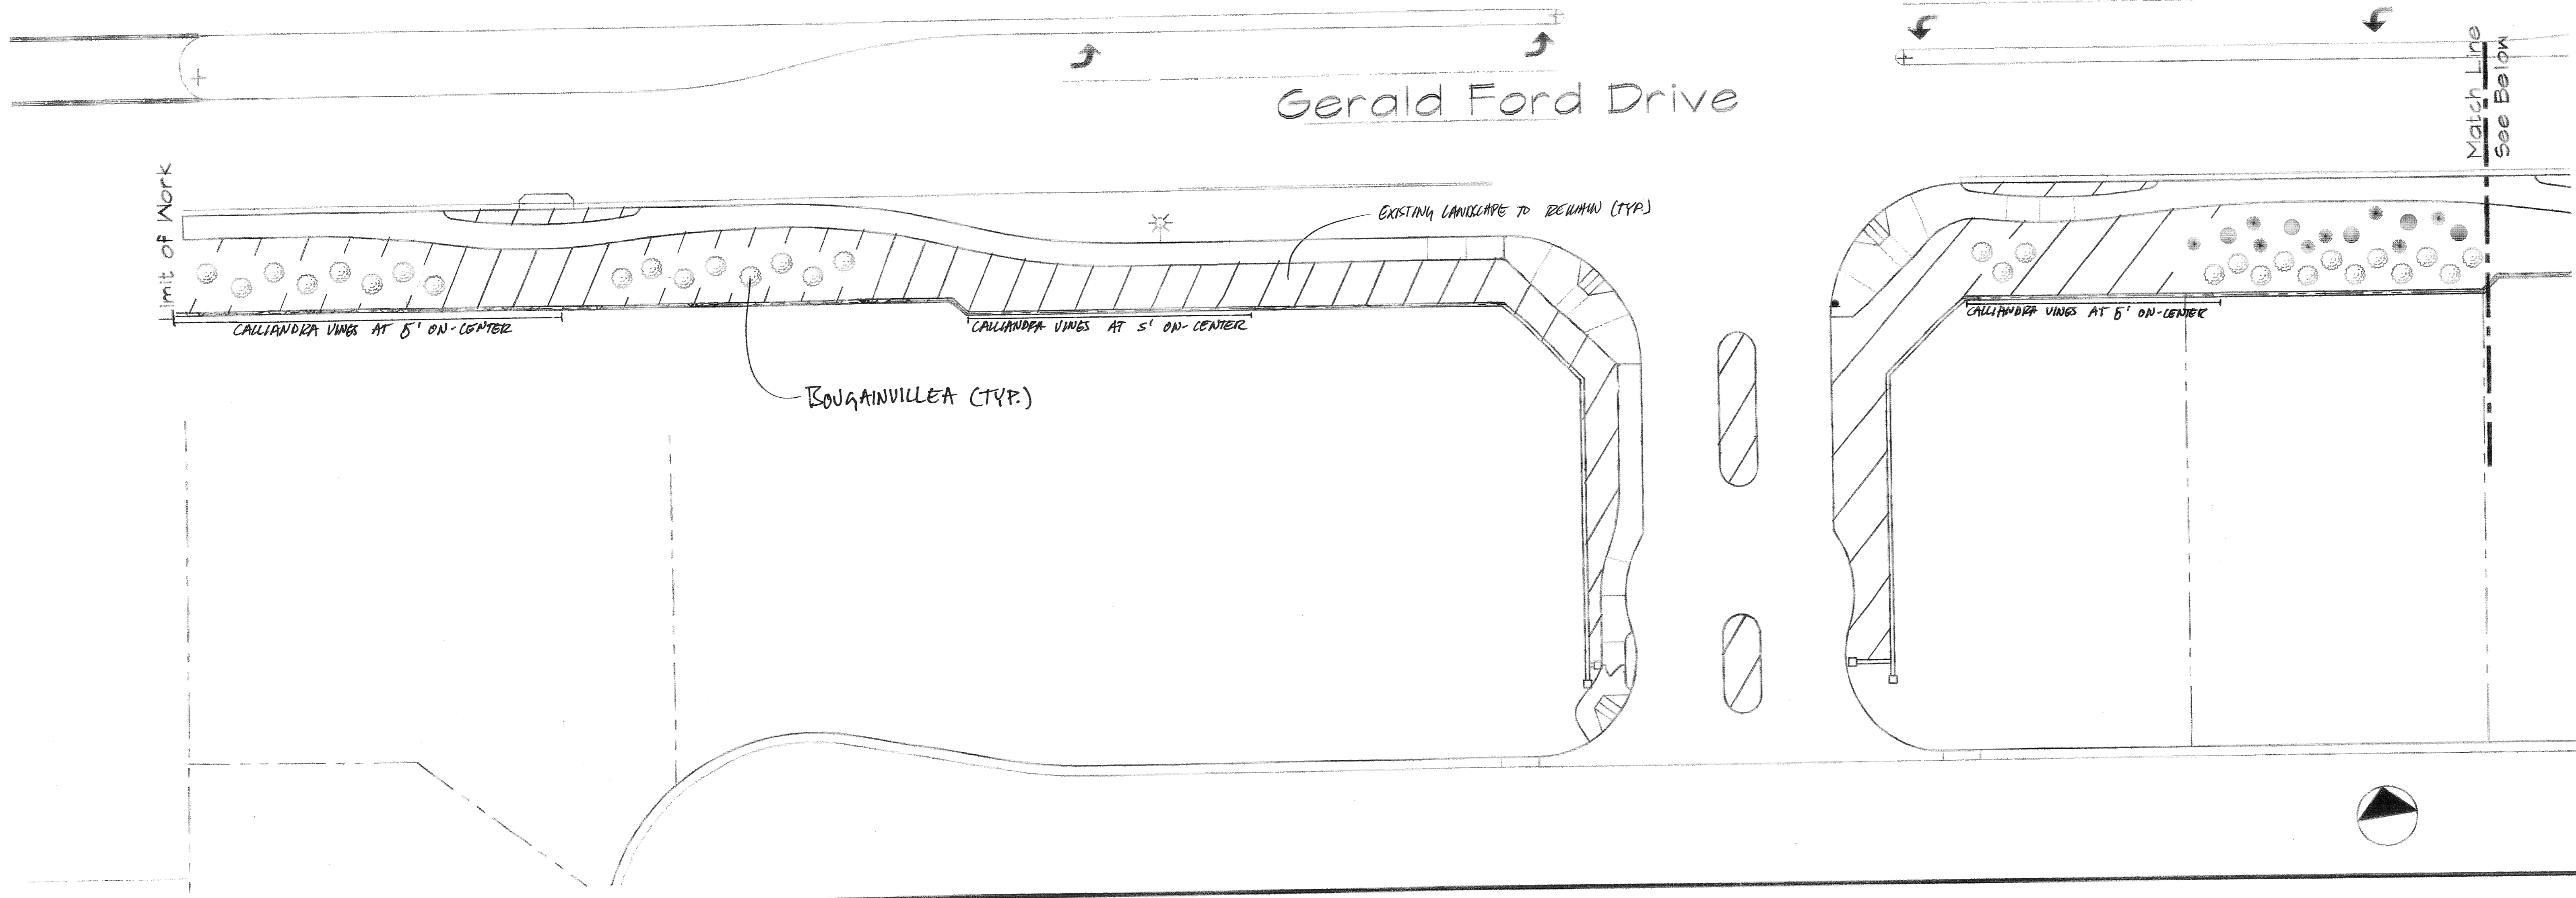 Gerald Ford Drive
Match Line
See Below
Limit of Work
EXISTING LANDSCAPE TO REMAIN (TYP.)
CALLIANDRA VINES AT 5' ON-CENTER
CALLIANDRA VINES AT 5' ON-CENTER
CALLIANDRA VINES AT 5' ON-CENTER
BOUGAINVILLEA (TYP.)